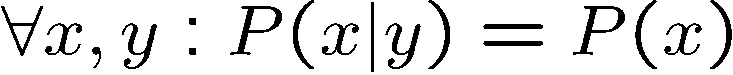 ∀x, y : P(x|y) = P(x)